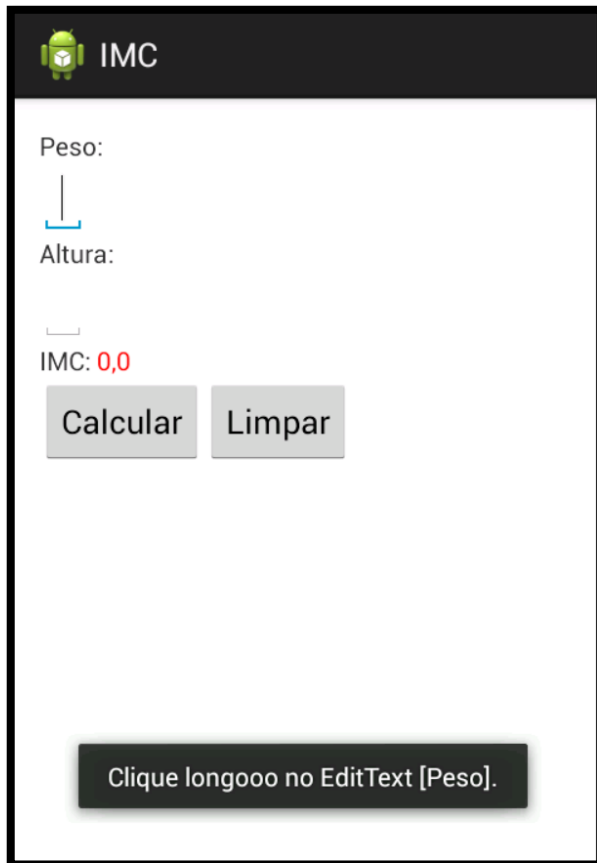 IMC
Peso:
Altura:
IMC: 0,0
Calcular Limpar
Clique longooo no EditText [Peso].